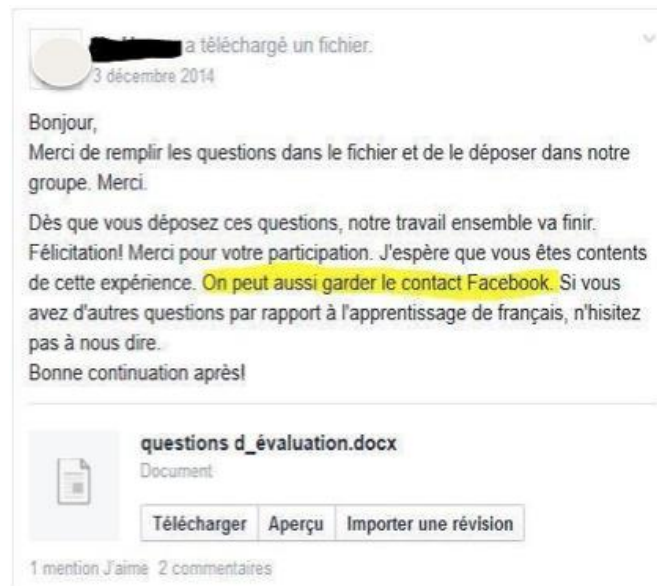 a téléchargé un fichier.
3 décembre 2014
Bonjour,
Merci de remplir les questions dans le fichier et de le déposer dans notre
groupe. Merci.
Dès que vous déposez ces questions, notre travail ensemble va finir.
Félicitation! Merci pour votre participation. J'espère que vous êtes contents
de cette expérience. On peut aussi garder le contact Facebook. Si vous
avez d'autres questions par rapport à l'apprentissage de français, n'hisitez
pas à nous dire.
Bonne continuation après!
questions d_évaluation.docx
Document
Télécharger Aperçu Importer une révision
1 mention J'aime 2 commentaires